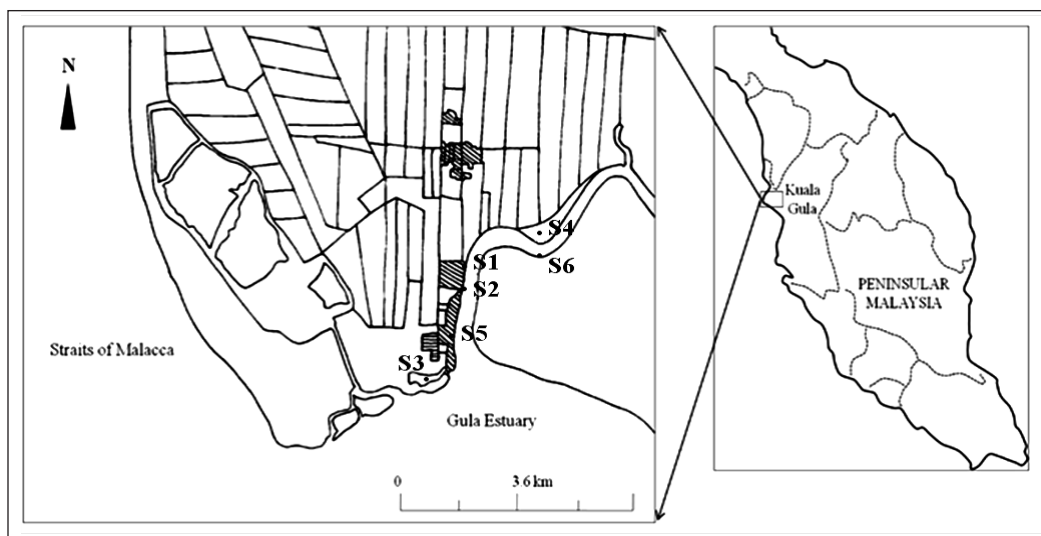 N
S4
S1
S6
S2
S5
Straits of Malacca
S3
Gula Estuary
0
3.6 km
Kuala
Gula
PENINSULAR
MALAYSIA